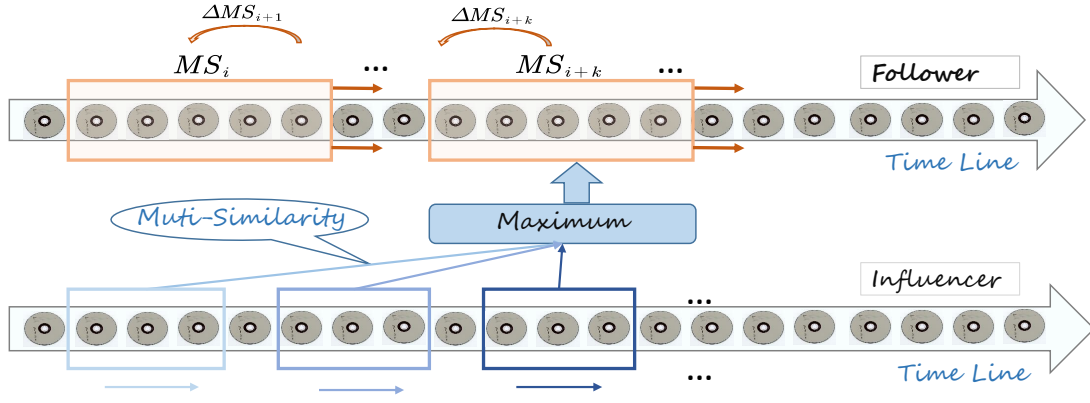 ΔMS_{i+1}
ΔMS_{i+k}
MS_i
...
MS_{i+k}
...
Follower
Time Line
Muti-Similarity
Maximum
Influencer
...
Time Line
...